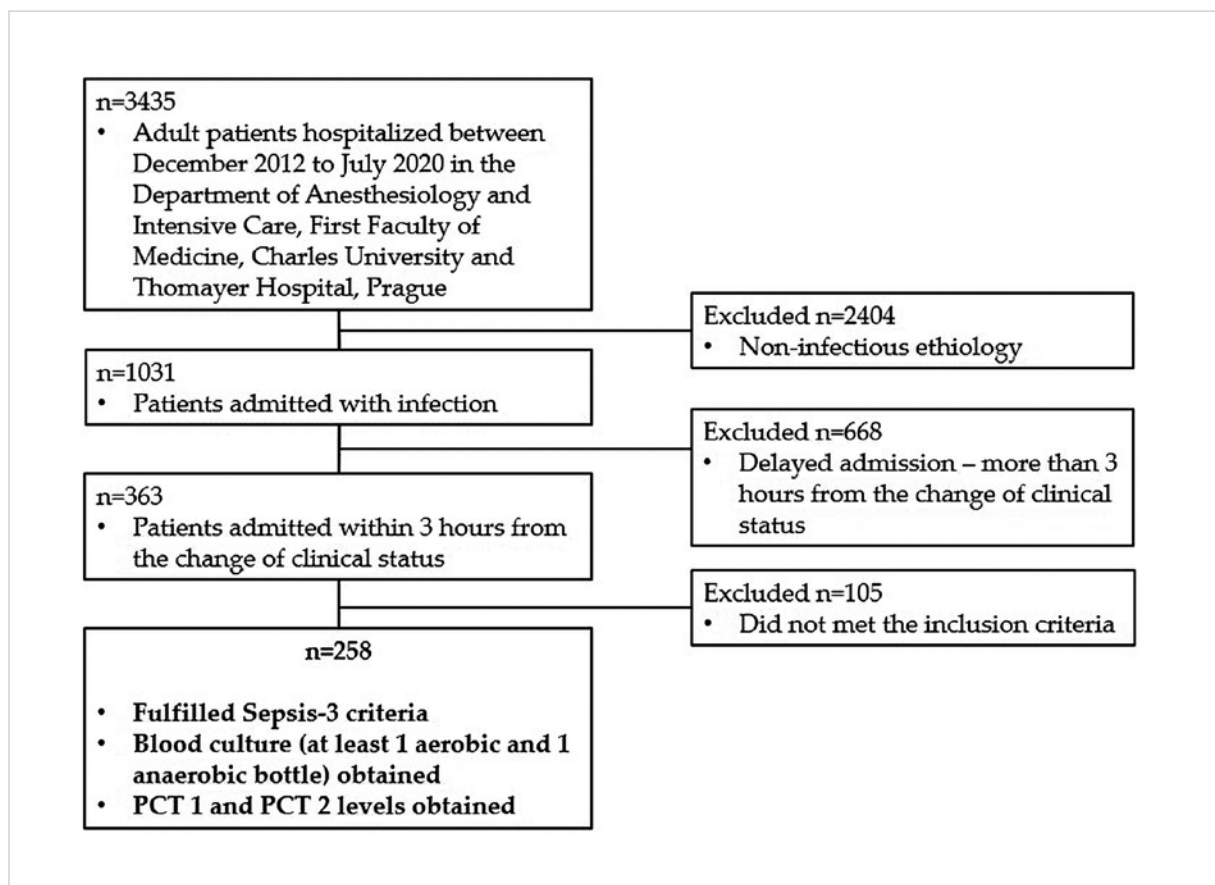 n=3435
• Adult patients hospitalized between
December 2012 to July 2020 in the
Department of Anesthesiology and
Intensive Care, First Faculty of
Medicine, Charles University and
Thomayer Hospital, Prague
Excluded n=2404
• Non-infectious ethiology
n=1031
• Patients admitted with infection
Excluded n=668
• Delayed admission – more than 3
hours from the change of clinical
status
n=363
• Patients admitted within 3 hours from
the change of clinical status
Excluded n=105
• Did not met the inclusion criteria
n=258
• Fulfilled Sepsis-3 criteria
• Blood culture (at least 1 aerobic and 1
anaerobic bottle) obtained
• PCT 1 and PCT 2 levels obtained